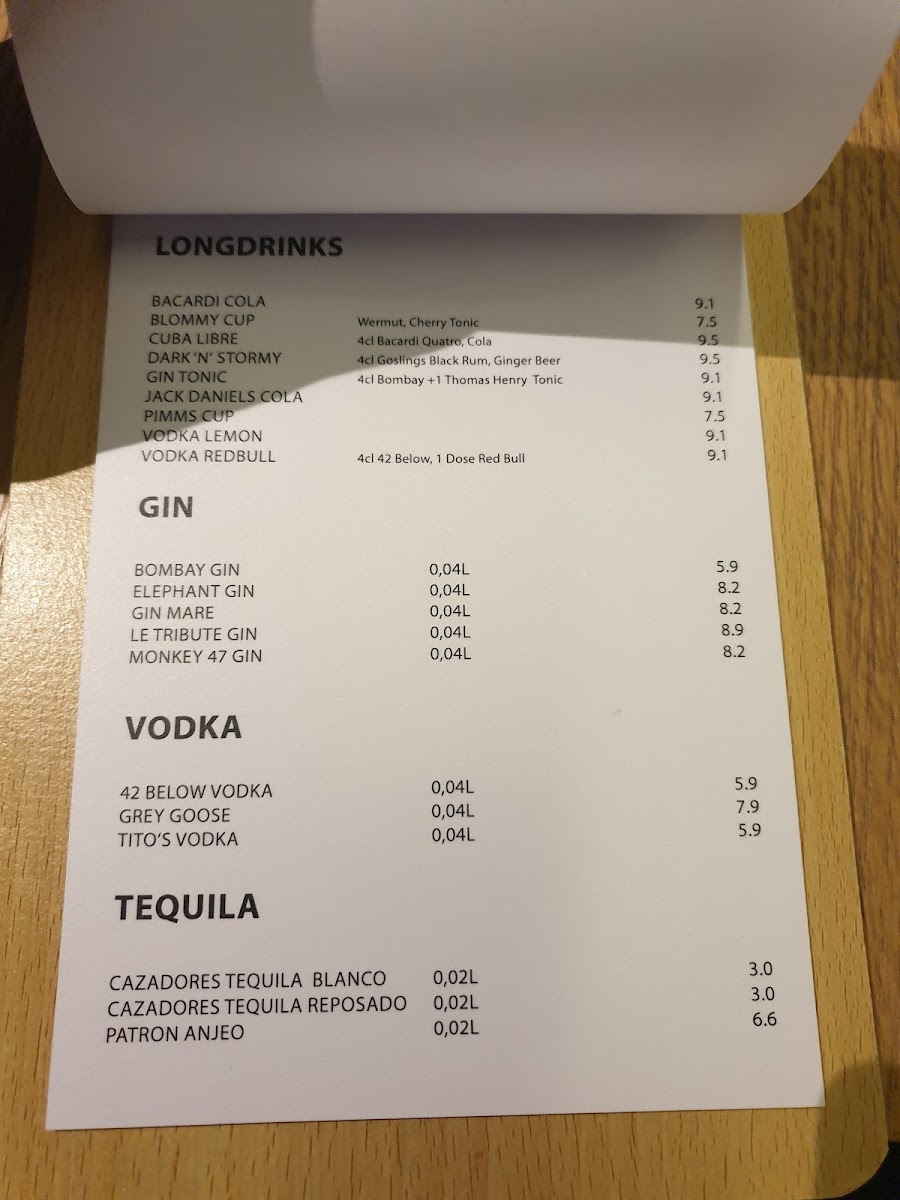 LONGDRINKS
BACARDI COLA 9.1
BLOMMY CUP Wermut, Cherry Tonic 7.5
CUBA LIBRE 4cl Bacardi Quatro, Cola 9.5
DARK 'N' STORMY 4cl Goslings Black Rum, Ginger Beer 9.5
GIN TONIC 4cl Bombay +1 Thomas Henry Tonic 9.1
JACK DANIELS COLA 9.1
PIMMS CUP 7.5
VODKA LEMON 9.1
VODKA REDBULL 4cl 42 Below, 1 Dose Red Bull 9.1
GIN
BOMBAY GIN 0,04L 5.9
ELEPHANT GIN 0,04L 8.2
GIN MARE 0,04L 8.2
LE TRIBUTE GIN 0,04L 8.9
MONKEY 47 GIN 0,04L 8.2
VODKA
42 BELOW VODKA 0,04L 5.9
GREY GOOSE 0,04L 7.9
TITO'S VODKA 0,04L 5.9
TEQUILA
CAZADORES TEQUILA BLANCO 0,02L 3.0
CAZADORES TEQUILA REPOSADO 0,02L 3.0
PATRON ANJEO 0,02L 6.6